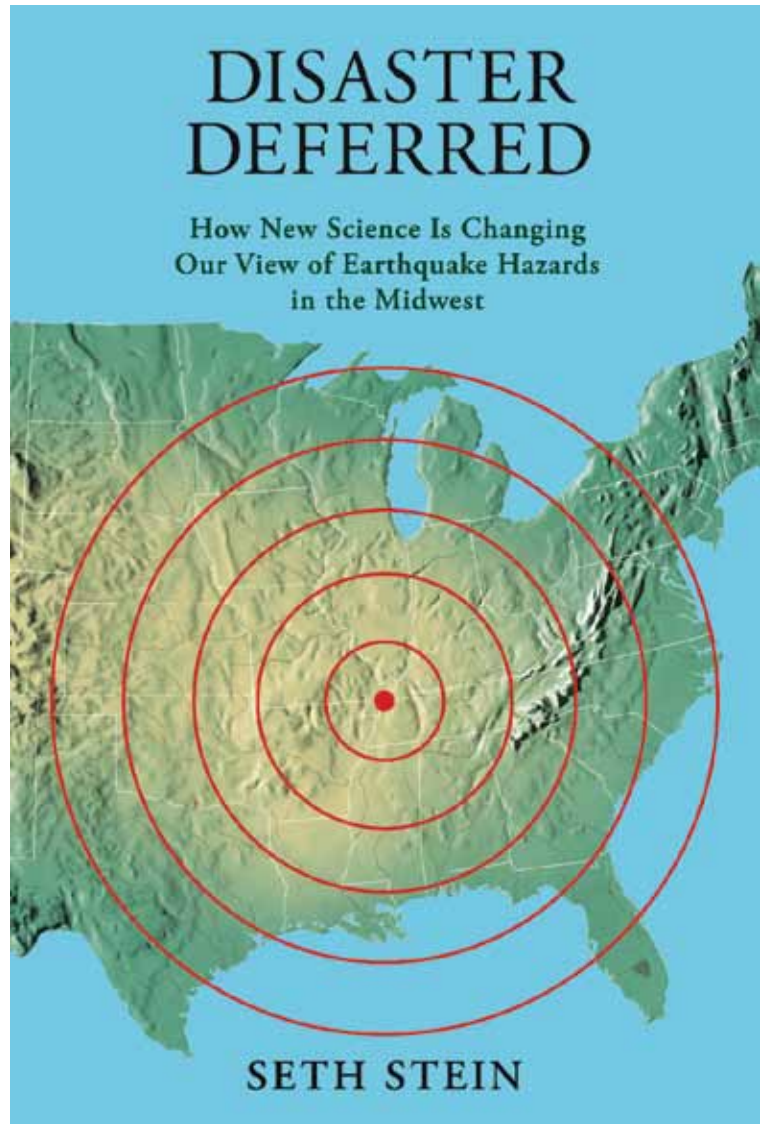 DISASTER
DEFERRED
How New Science Is Changing
Our View of Earthquake Hazards
in the Midwest
SETH STEIN